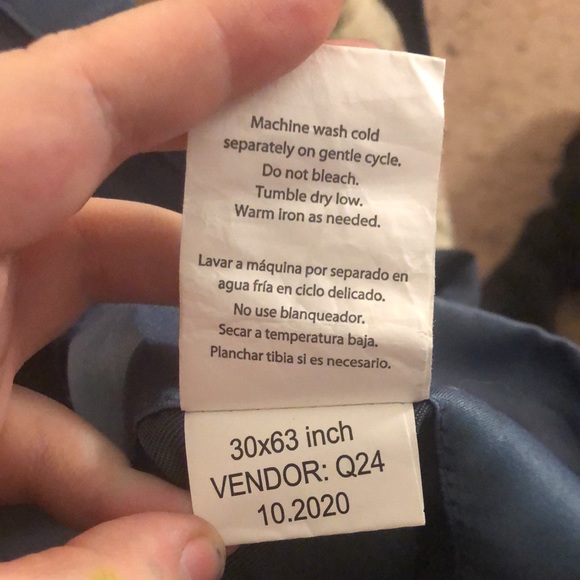 Machine wash cold
separately on gentle cycle.
Do not bleach.
Tumble dry low.
Warm iron as needed.
Lavar a máquina por separado en
agua fría en ciclo delicado.
No use blanqueador.
Secar a temperatura baja.
Planchar tibia si es necesario.
30x63 inch
VENDOR: Q24
10.2020